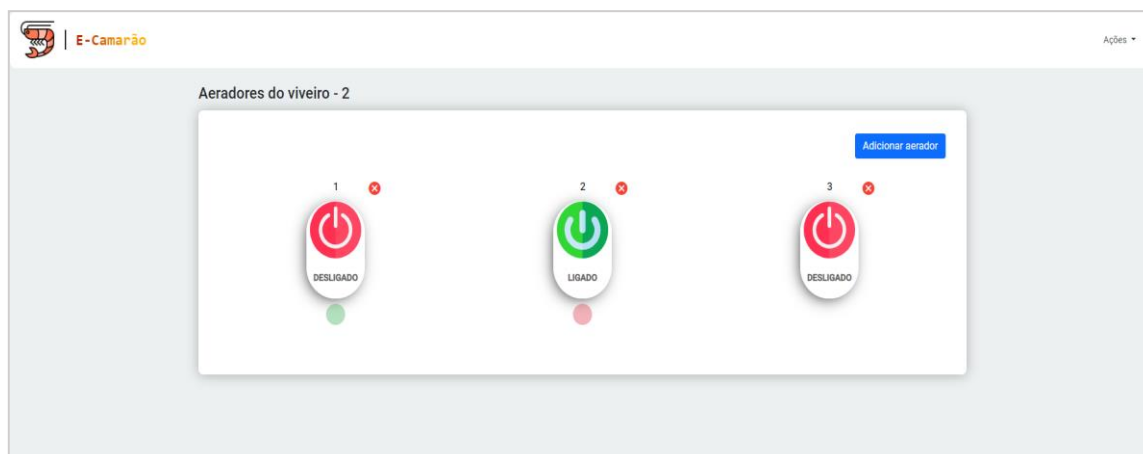 E-Camarão
Ações
Aeradores do viveiro - 2
Adicionar aerador
1
2
3
DESLIGADO
LIGADO
DESLIGADO